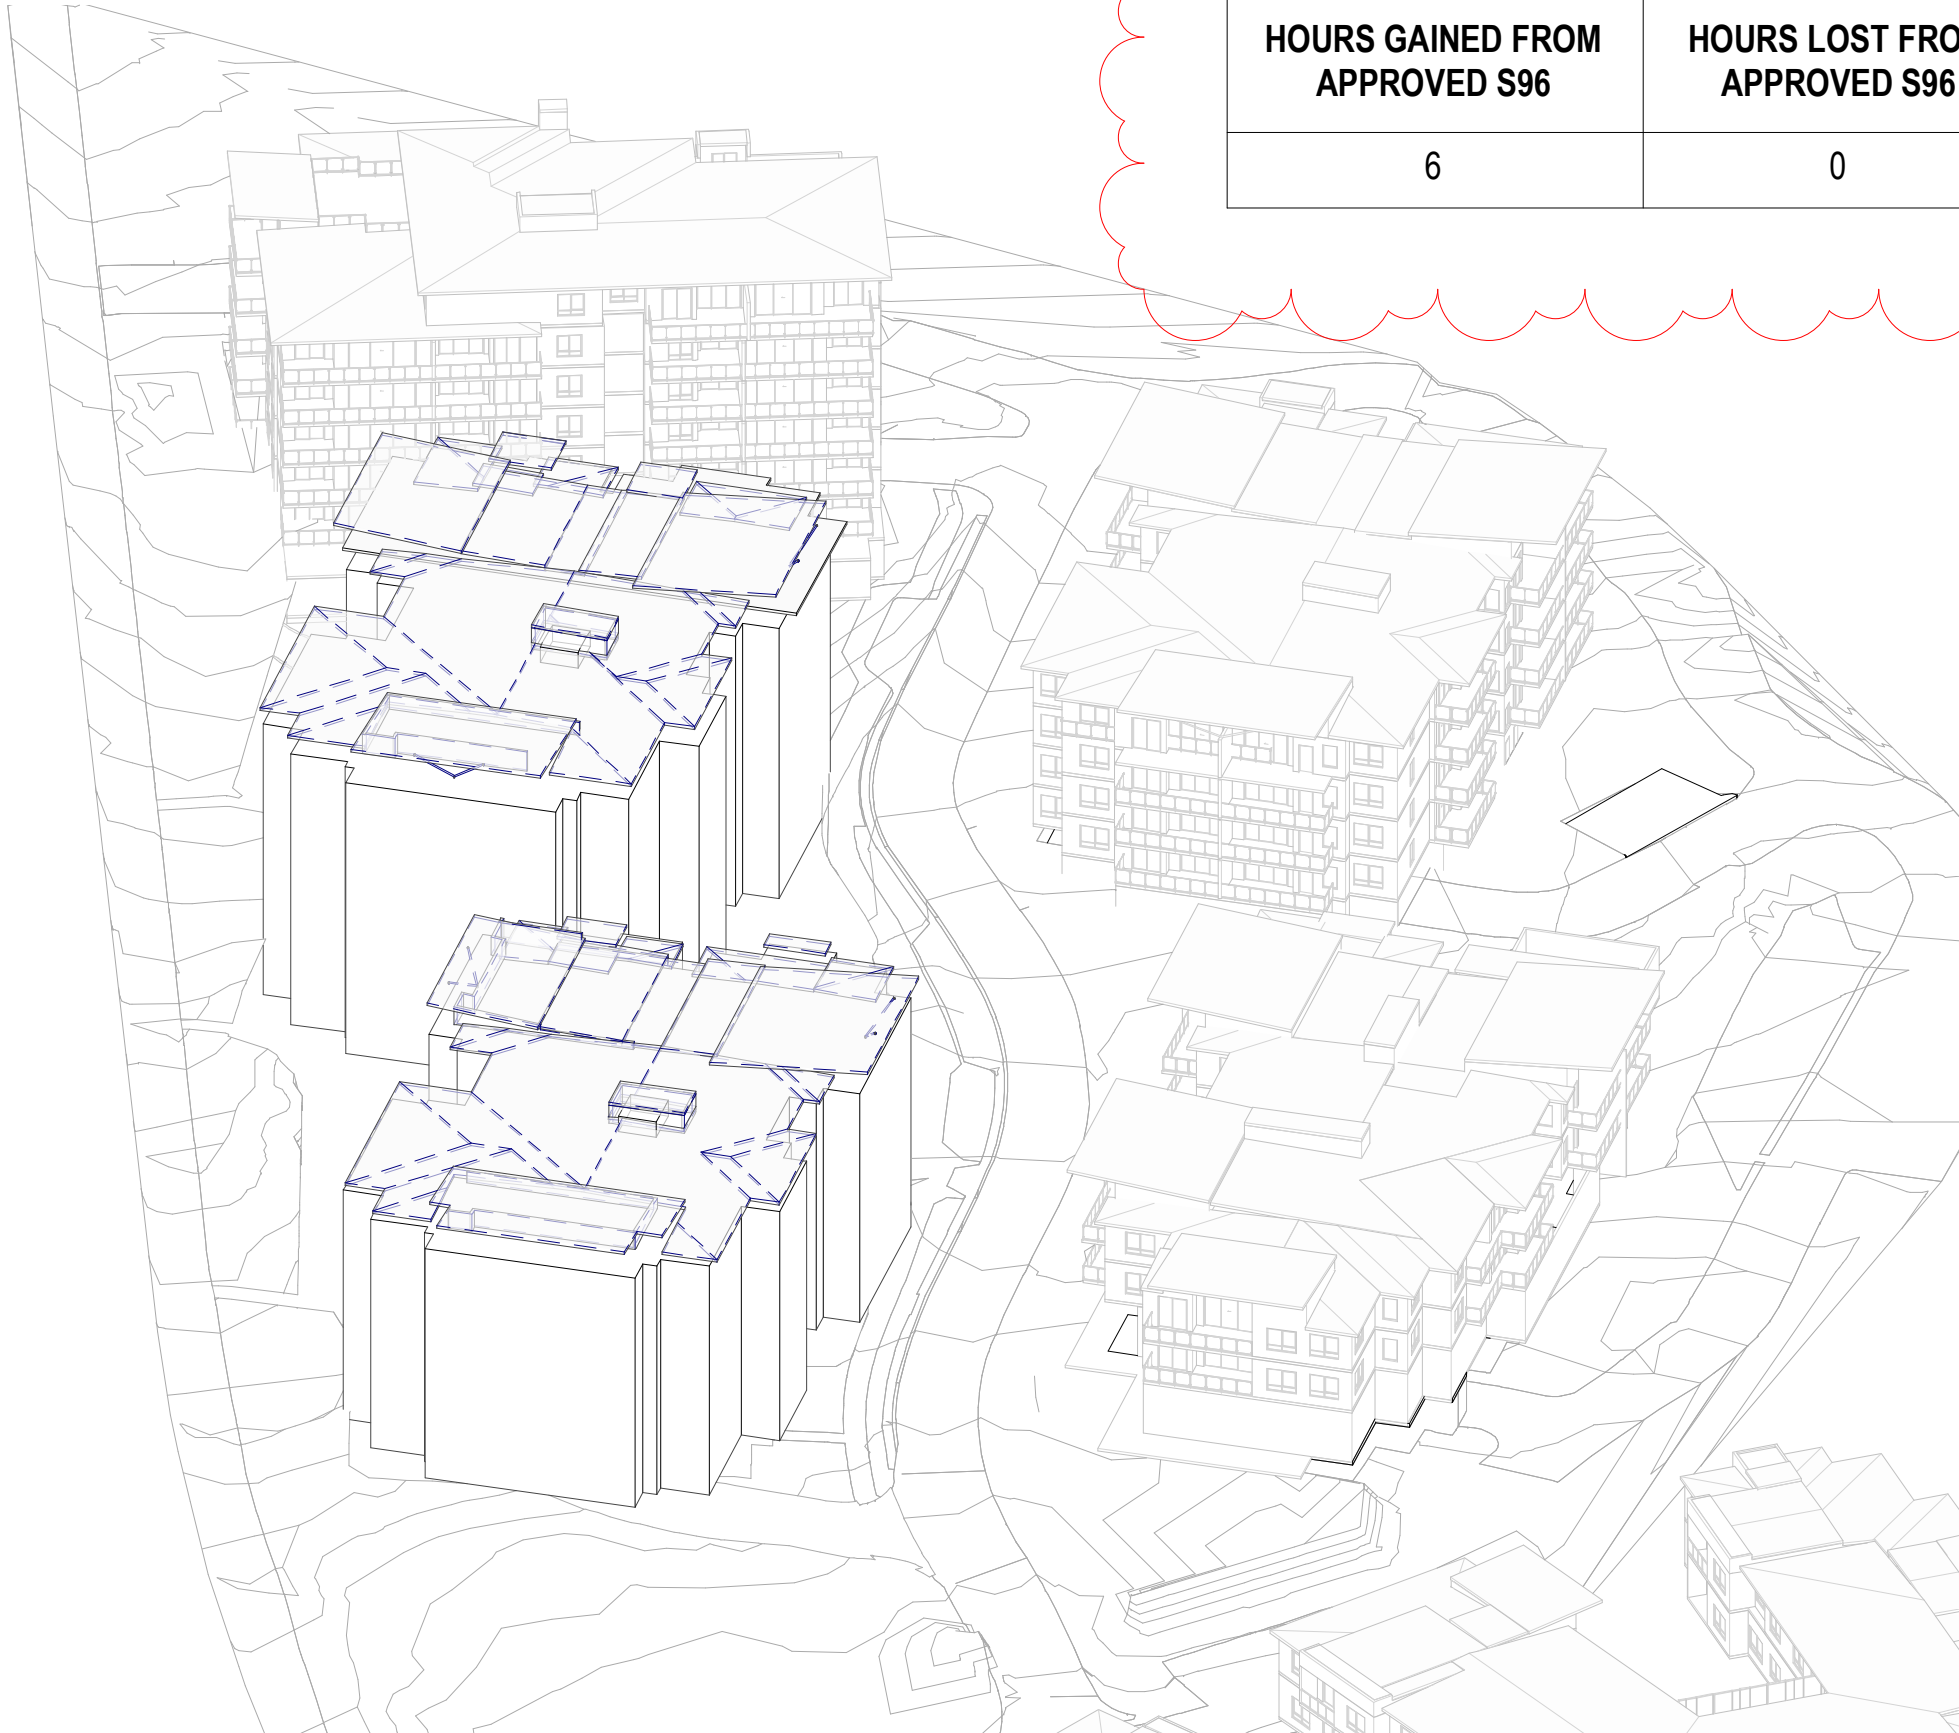 HOURS GAINED FROM
APPROVED S96
HOURS LOST FRO
APPROVED S96
6
0